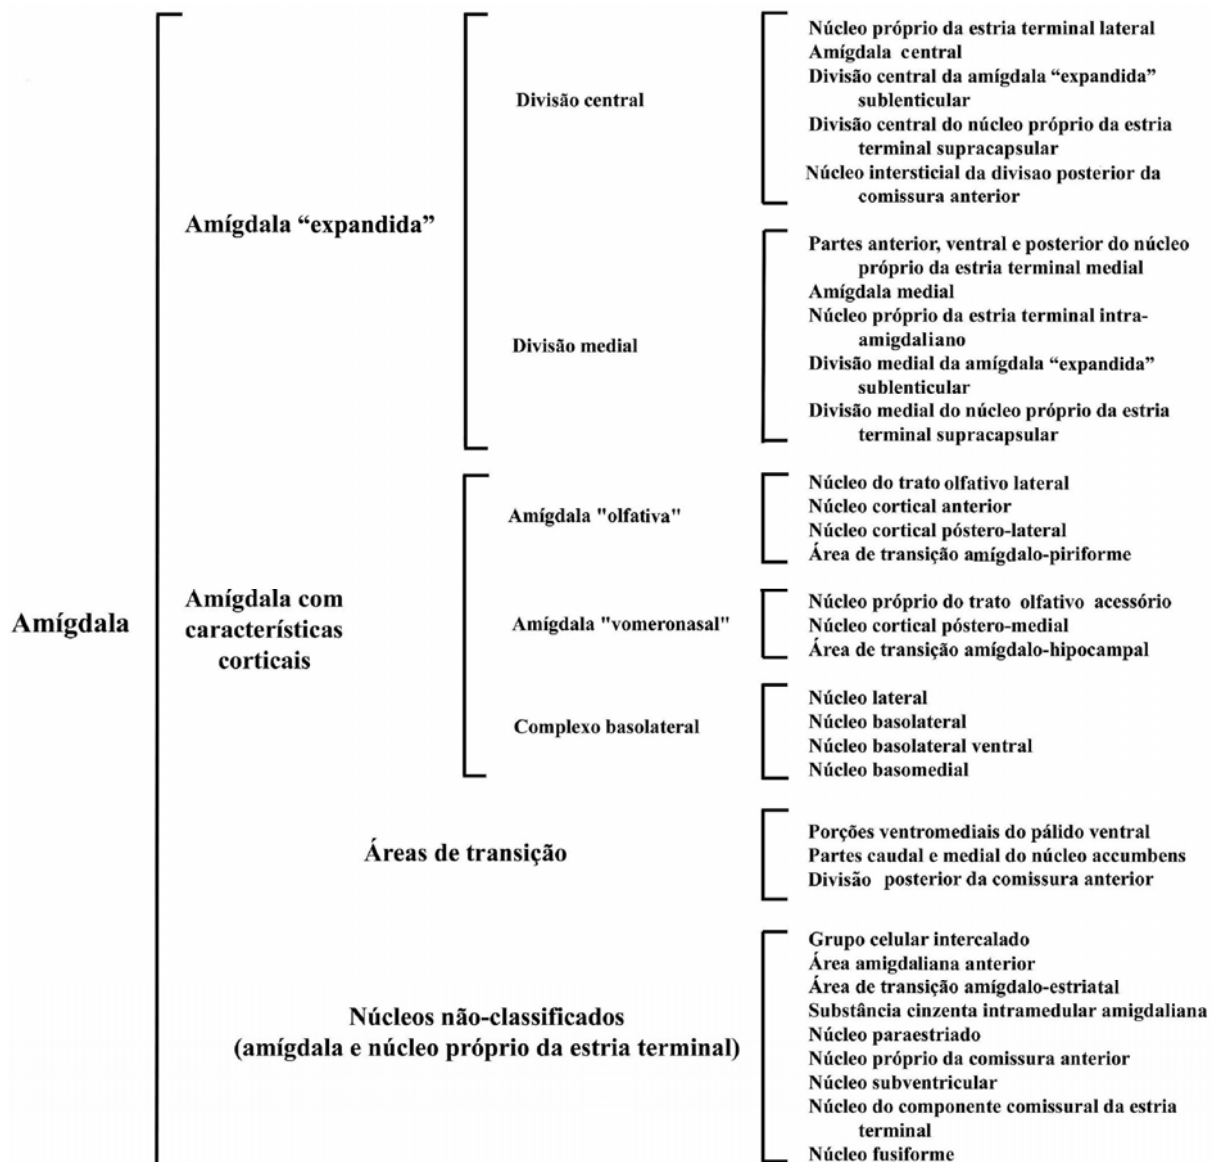 Amígdala
Amígdala “expandida”
Divisão central
Núcleo próprio da estria terminal lateral
Amígdala central
Divisão central da amígdala “expandida”
sublenticular
Divisão central do núcleo próprio da estria
terminal supracapsular
Núcleo intersticial da divisao posterior da
comissura anterior
Divisão medial
Partes anterior, ventral e posterior do núcleo
próprio da estria terminal medial
Amígdala medial
Núcleo próprio da estria terminal intra-
amigdaliano
Divisão medial da amígdala “expandida”
sublenticular
Divisão medial do núcleo próprio da estria
terminal supracapsular
Amígdala com
características
corticais
Amígdala "olfativa"
Núcleo do trato olfativo lateral
Núcleo cortical anterior
Núcleo cortical póstero-lateral
Área de transição amígdalo-piriforme
Amígdala "vomeronasal"
Núcleo próprio do trato olfativo acessório
Núcleo cortical póstero-medial
Área de transição amígdalo-hipocampal
Complexo basolateral
Núcleo lateral
Núcleo basolateral
Núcleo basolateral ventral
Núcleo basomedial
Áreas de transição
Porções ventromediais do pálido ventral
Partes caudal e medial do núcleo accumbens
Divisão posterior da comissura anterior
Núcleos não-classificados
(amígdala e núcleo próprio da estria terminal)
Grupo celular intercalado
Área amigdaliana anterior
Área de transição amígdalo-estriatal
Substância cinzenta intramedular amigdaliana
Núcleo paraestriado
Núcleo próprio da comissura anterior
Núcleo subventricular
Núcleo do componente comissural da estria
terminal
Núcleo fusiforme